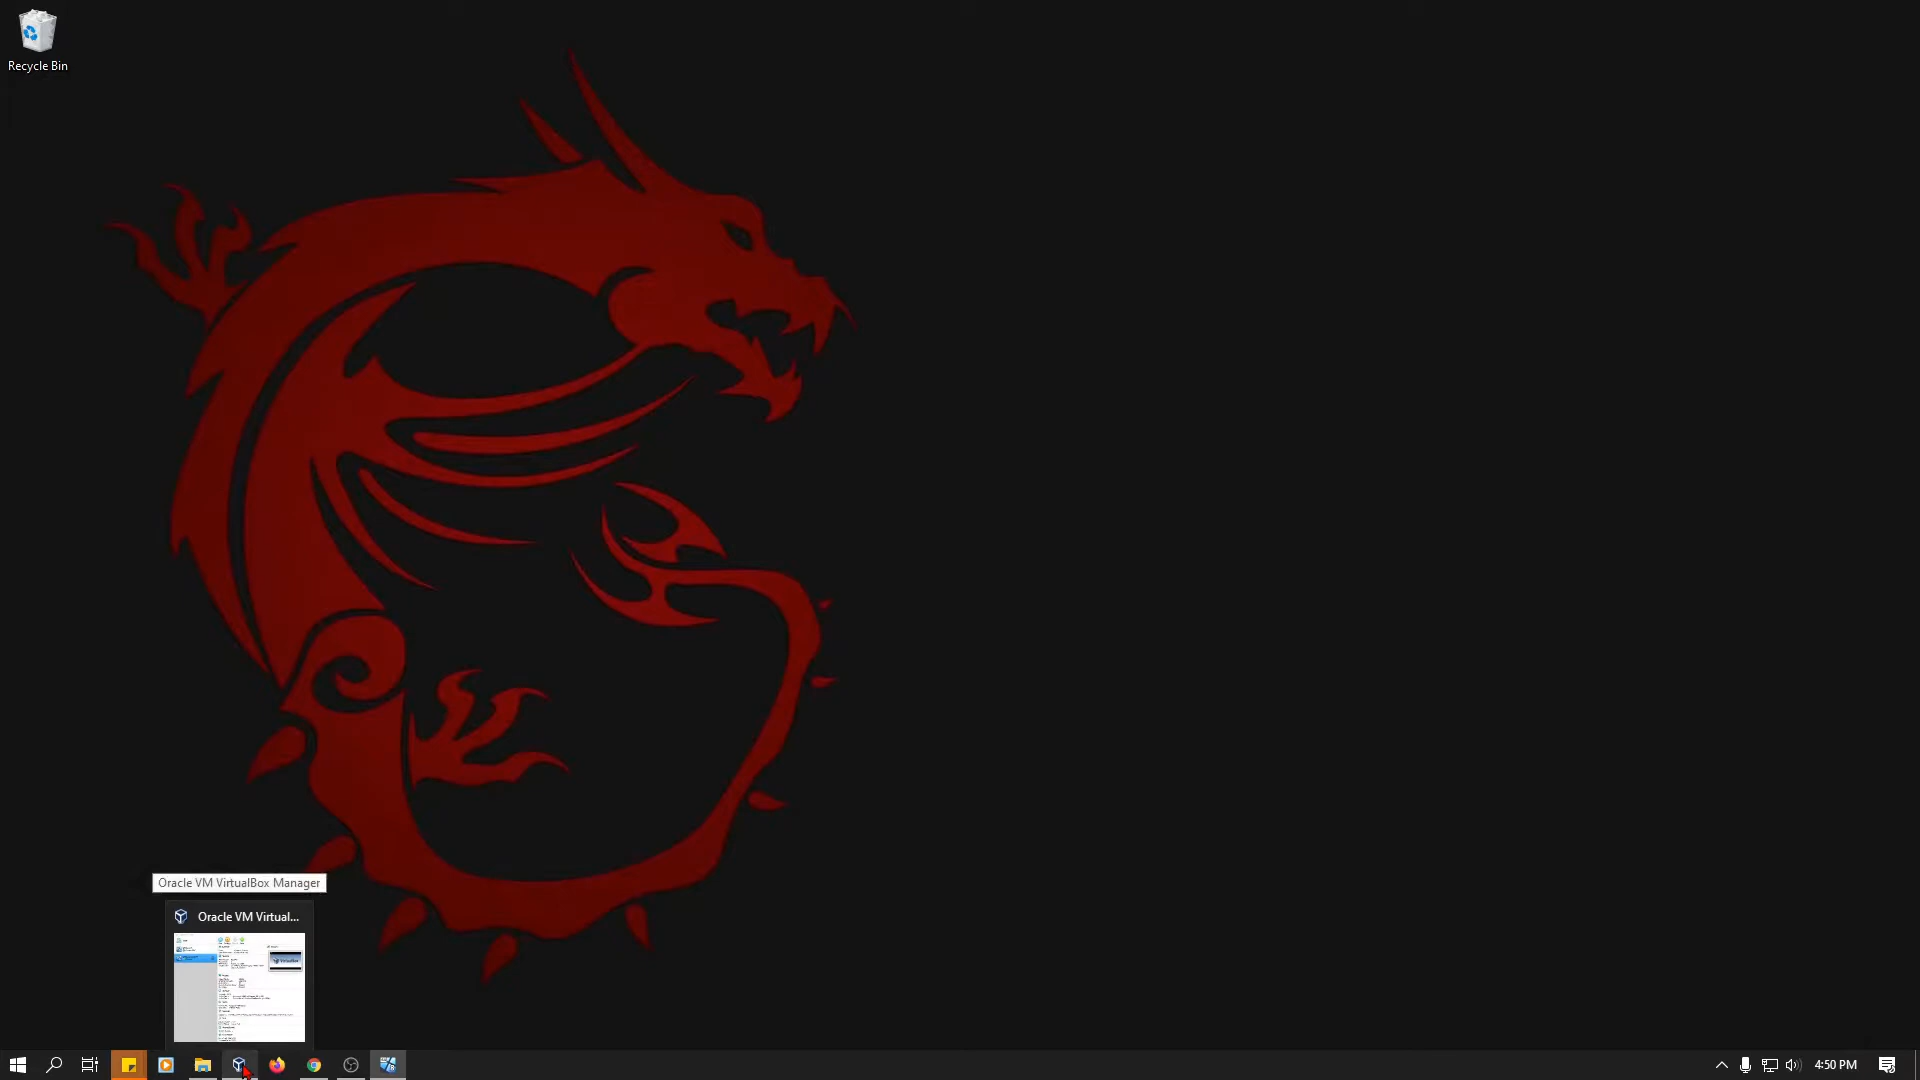 Recycle Bin
Oracle VM VirtualBox Manager
Oracle VM Virtual...
4:50 PM